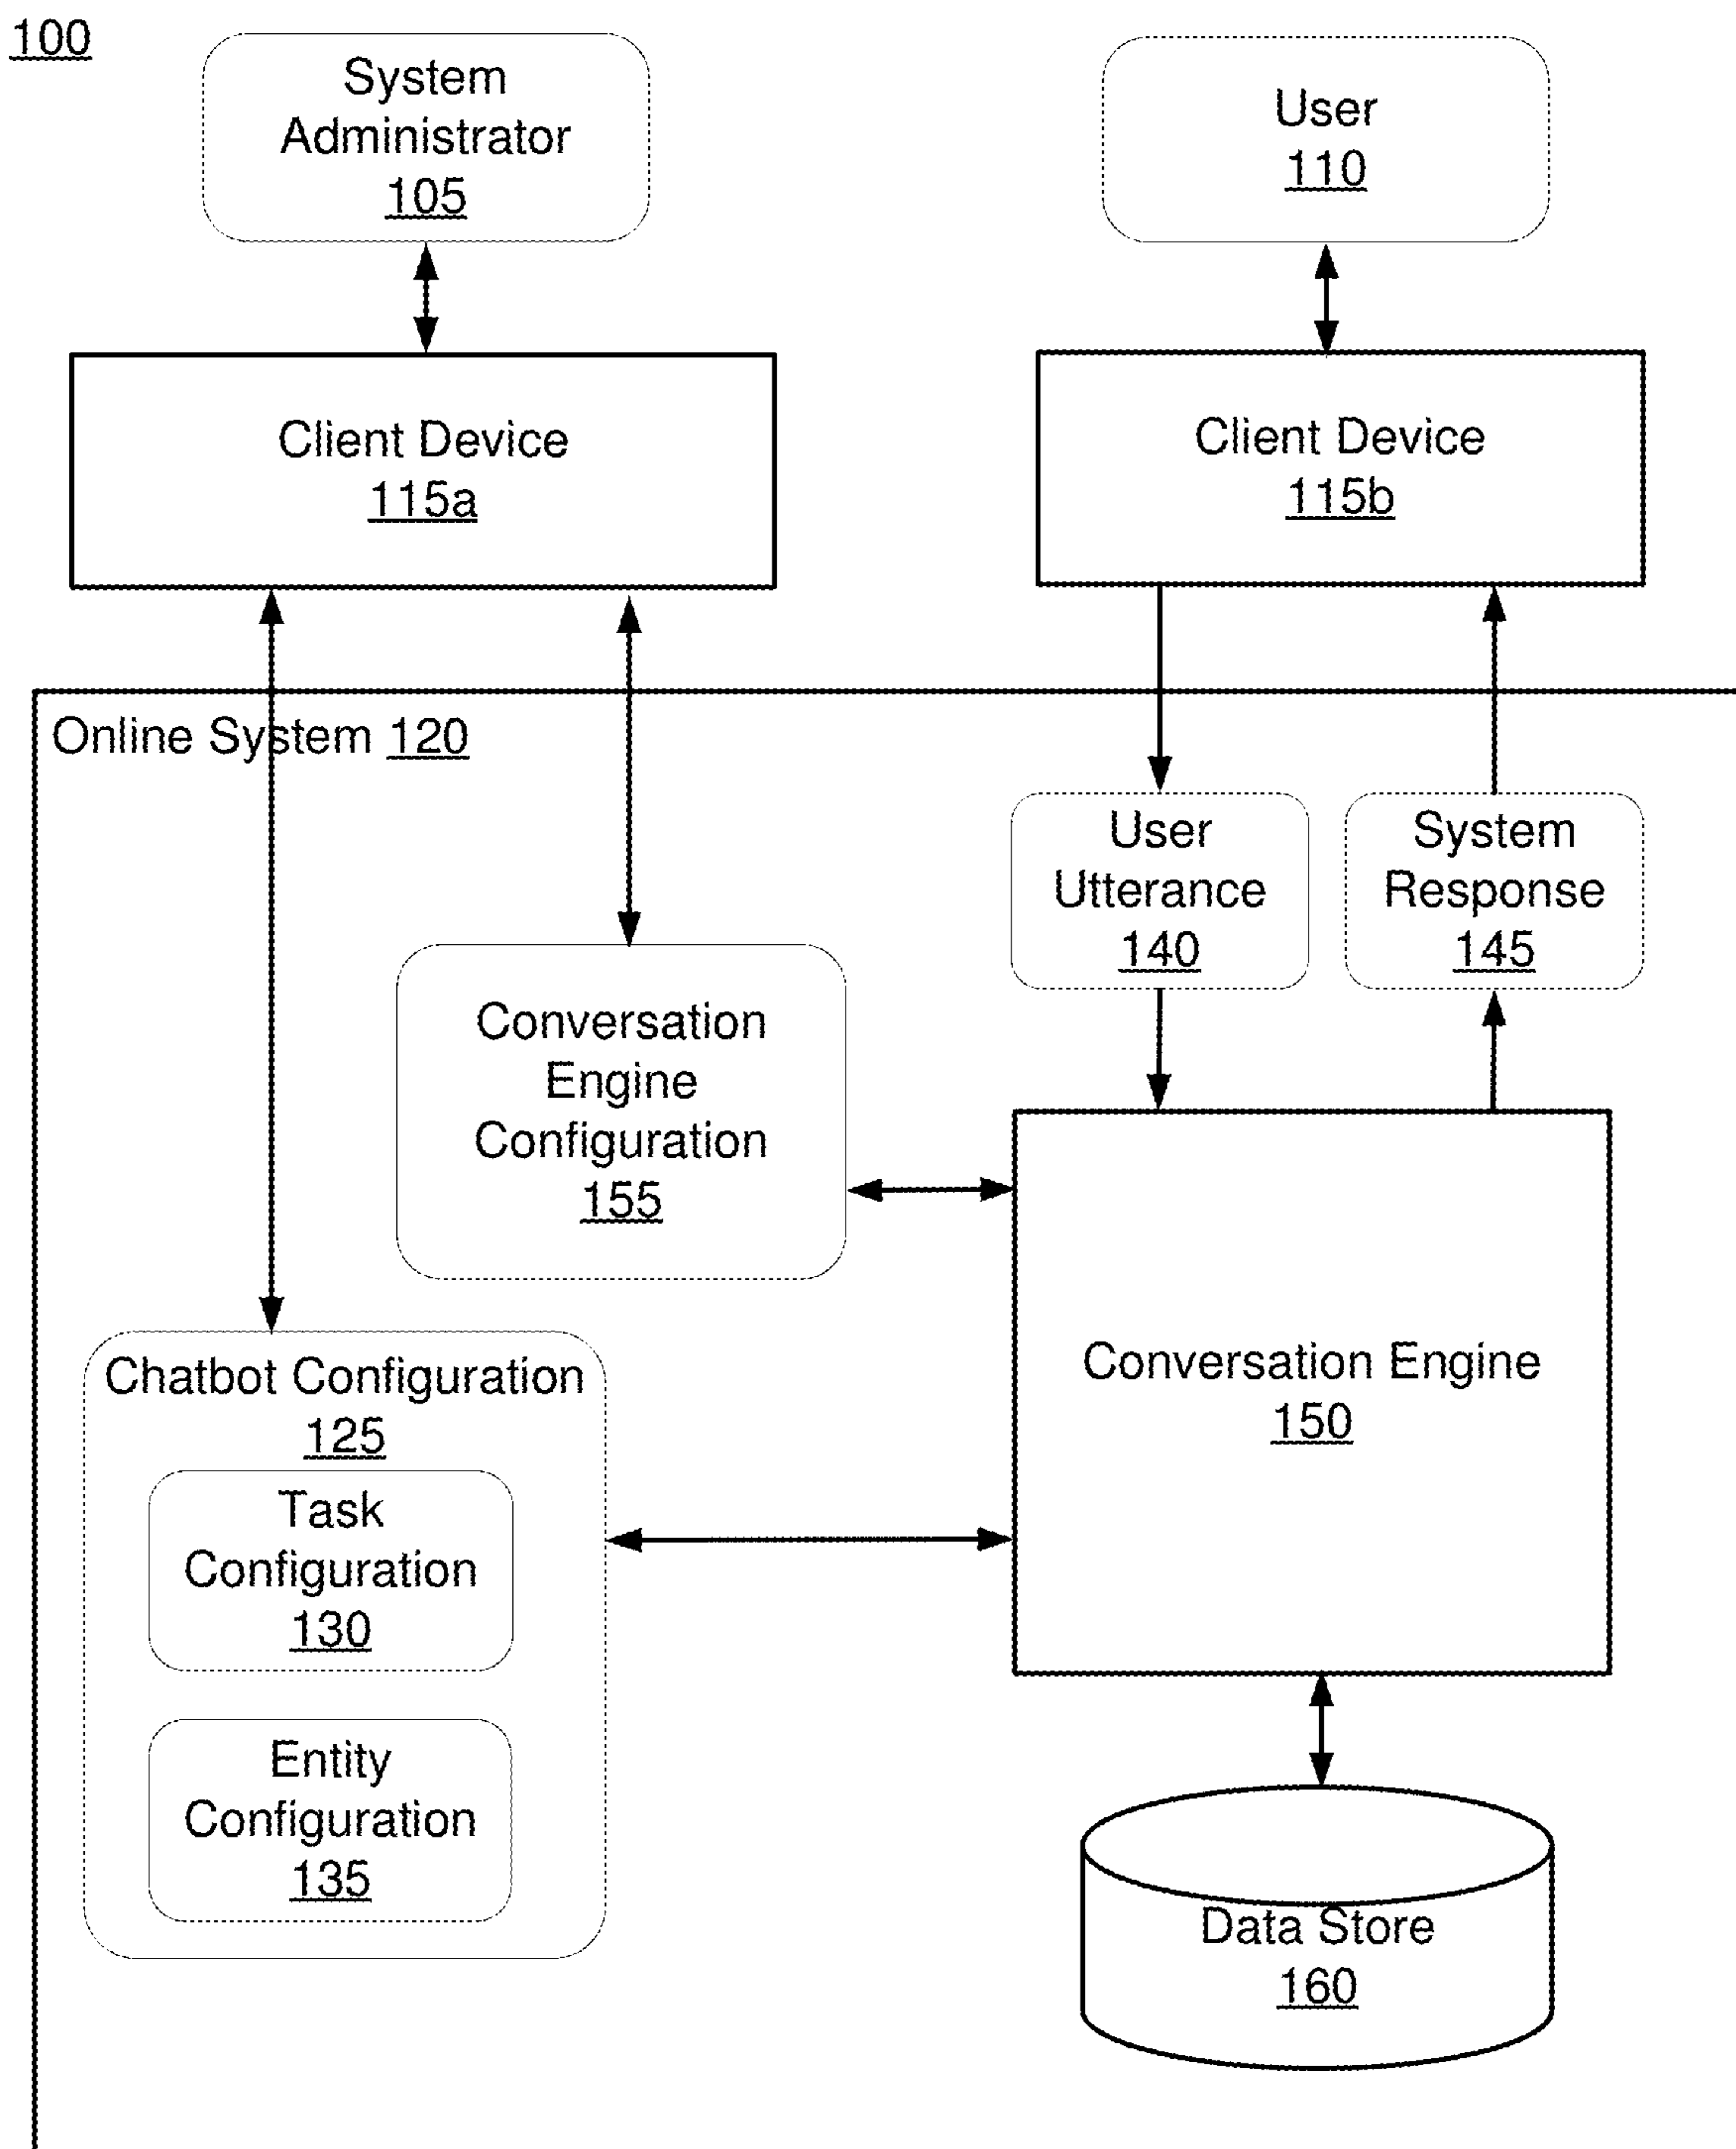 100
System
Administrator
105
User
110
Client Device
115a
Client Device
115b
Online System 120
User
Utterance
140
System
Response
145
Conversation
Engine
Configuration
155
Conversation Engine
150
Chatbot Configuration
125
Task
Configuration
130
Entity
Configuration
135
Data Store
160